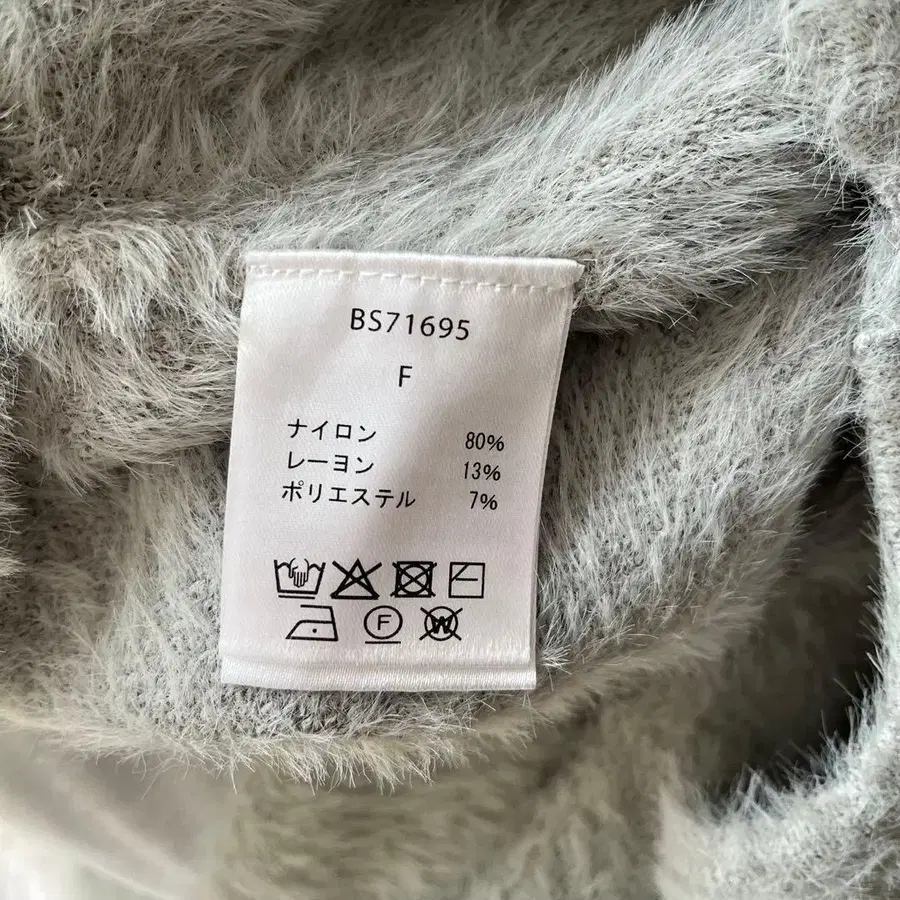 BS71695
F
ナイロン 80%
レーヨン 13%
ポリエステル 7%
F W